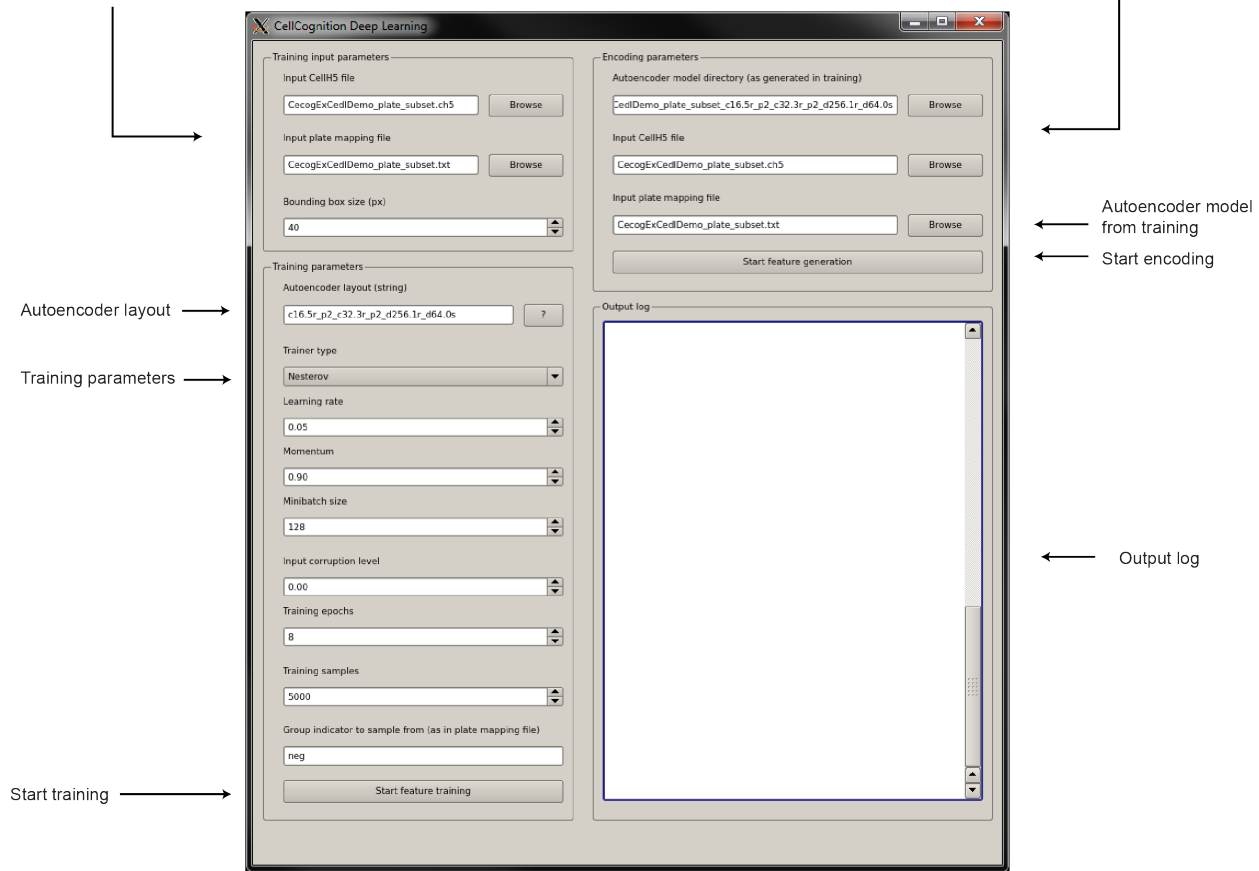 CellCognition Deep Learning
Training input parameters
Input CellH5 file
CecogExCedlDemo_plate_subset.ch5
Browse
Input plate mapping file
CecogExCedlDemo_plate_subset.txt
Browse
Bounding box size (px)
40
Training parameters
Autoencoder layout (string)
c16.5r_p2_c32.3r_p2_d256.1r_d64.0s
?
Trainer type
Nesterov
Learning rate
0.05
Momentum
0.90
Minibatch size
128
Input corruption level
0.00
Training epochs
8
Training samples
5000
Group indicator to sample from (as in plate mapping file)
neg
Start feature training
Encoding parameters
Autoencoder model directory (as generated in training)
CedlDemo_plate_subset_c16.5r_p2_c32.3r_p2_d256.1r_d64.0s
Browse
Input CellH5 file
CecogExCedlDemo_plate_subset.ch5
Browse
Input plate mapping file
CecogExCedlDemo_plate_subset.txt
Browse
Start feature generation
Output log
Autoencoder layout
Training parameters
Start training
Autoencoder model
from training
Start encoding
Output log